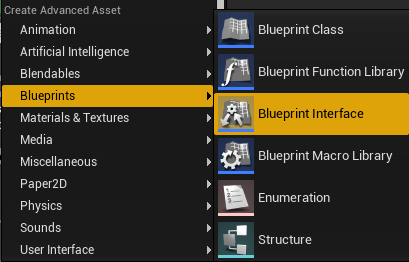 Create Advanced Asset
Animation
Artificial Intelligence
Blendables
Blueprints
Materials & Textures
Media
Miscellaneous
Paper2D
Physics
Sounds
User Interface
Blueprint Class
Blueprint Function Library
Blueprint Interface
Blueprint Macro Library
Enumeration
Structure